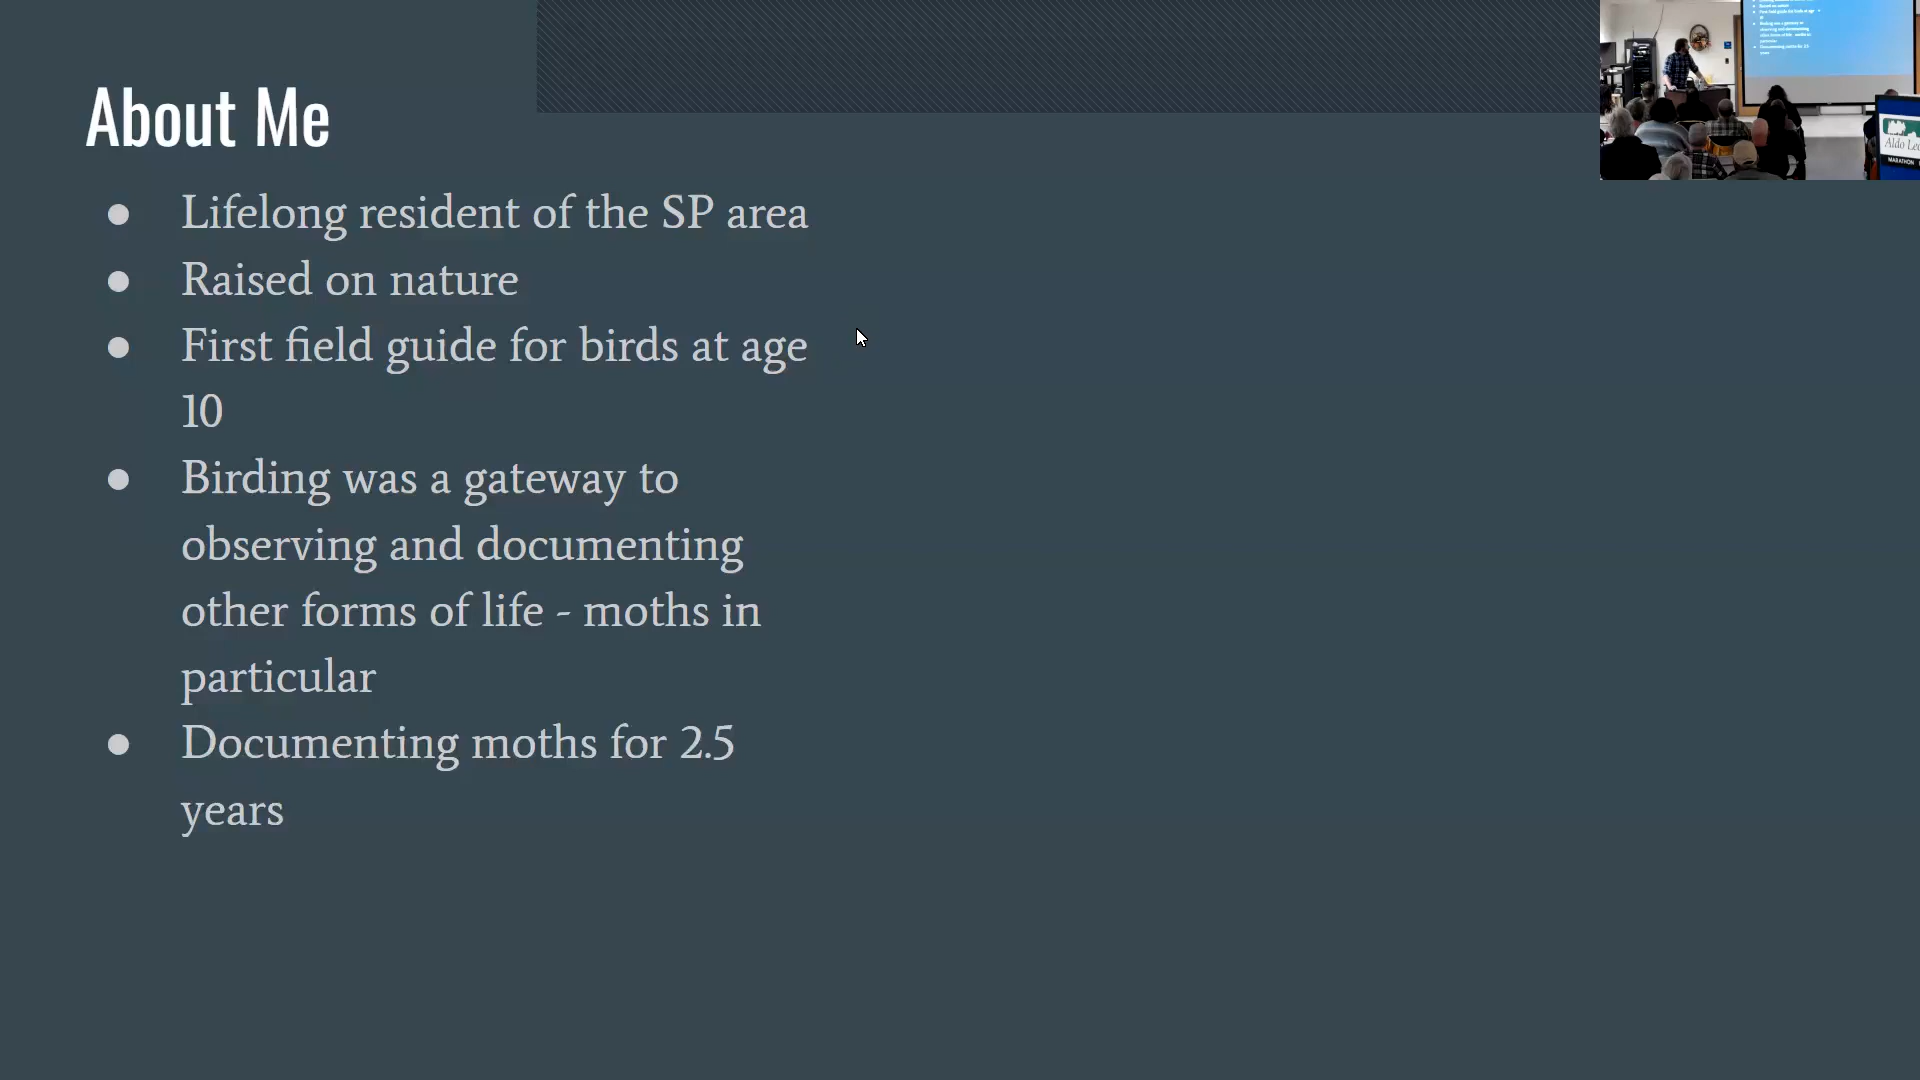 About Me
● Lifelong resident of the SP area
● Raised on nature
● First field guide for birds at age
10
● Birding was a gateway to
observing and documenting
other forms of life - moths in
particular
● Documenting moths for 2.5
years
Aldo
MARATHON